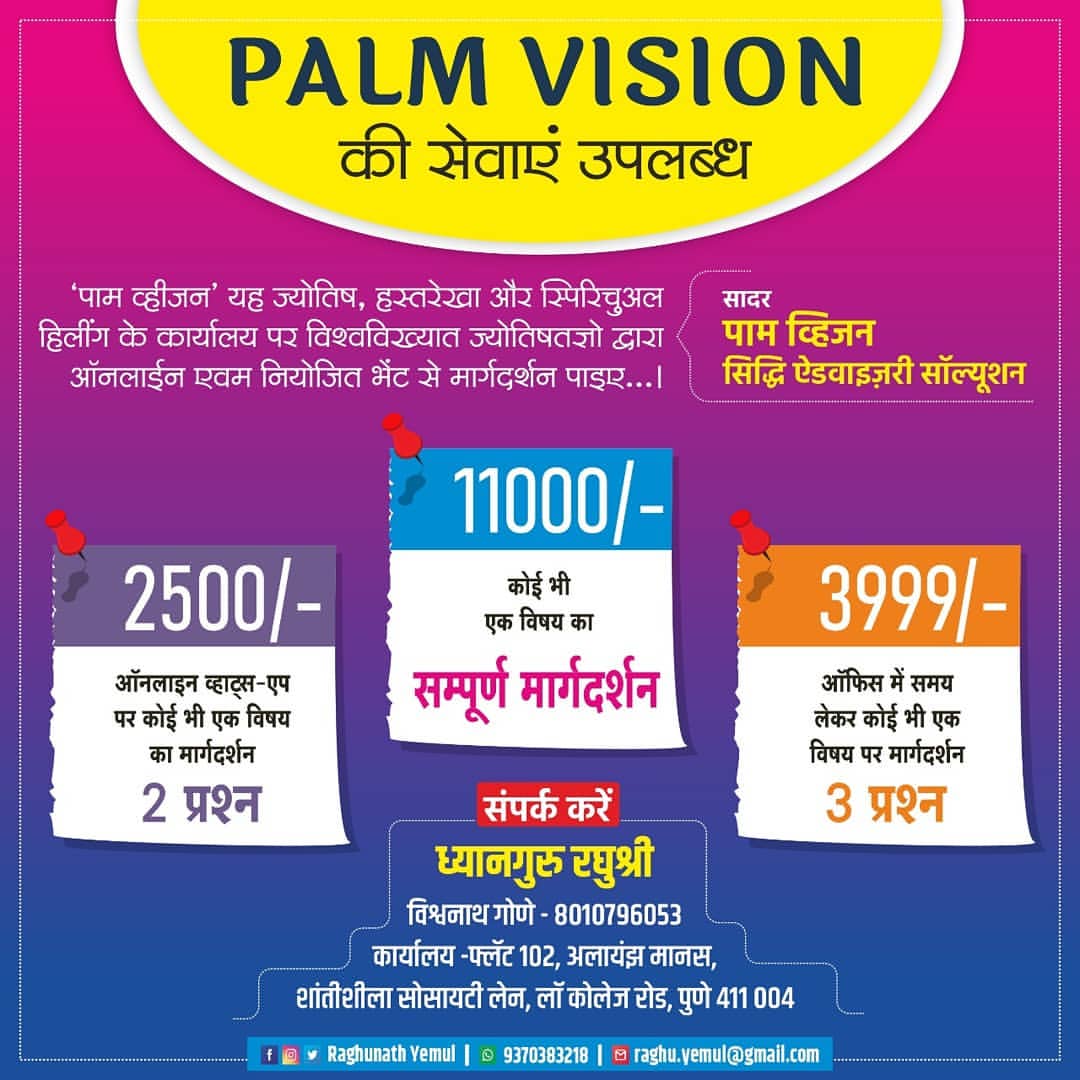 PALM VISION
की सेवाएं उपलब्ध
‘पाम व्हीजन’ यह ज्योतिष, हस्तरेखा और स्पिरिचुअल
हिलींग के कार्यालय पर विश्वविख्यात ज्योतिषतज्ञो द्वारा
ऑनलाईन एवम नियोजित भेंट से मार्गदर्शन पाइए...।
सादर
पाम व्हिजन
सिद्धि ऐडवाइज़री सॉल्यूशन
2500/-
ऑनलाइन व्हाट्स-एप
पर कोई भी एक विषय
का मार्गदर्शन
2 प्रश्न
11000/-
कोई भी
एक विषय का
सम्पूर्ण मार्गदर्शन
3999/-
ऑफिस में समय
लेकर कोई भी एक
विषय पर मार्गदर्शन
3 प्रश्न
संपर्क करें
ध्यानगुरु रघुश्री
विश्वनाथ गोणे - 8010796053
कार्यालय -फ्लॅट 102, अलायंझ मानस,
शांतीशीला सोसायटी लेन, लॉ कोलेज रोड, पुणे 411 004
Raghunath Yemul | 9370383218 | raghu.yemul@gmail.com